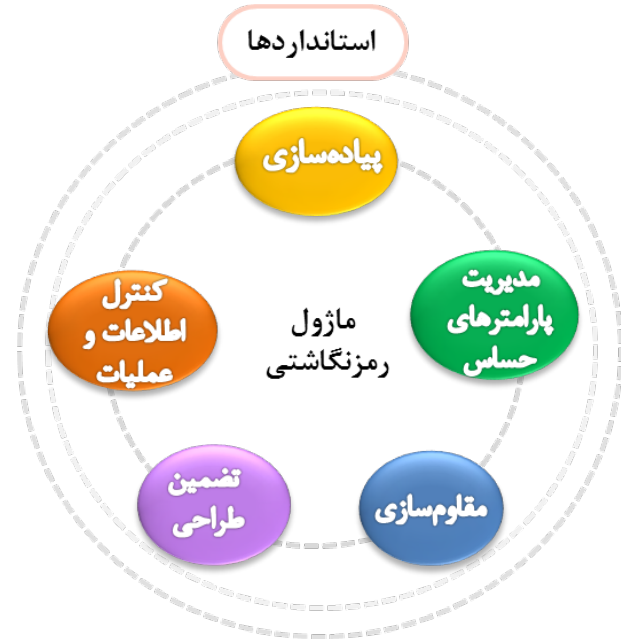 استانداردها
پیاده‌سازی
مدیریت
پارامترهای
حساس
کنترل
اطلاعات و
عملیات
ماژول
رمزنگاشتی
مقاوم‌سازی
تضمین
طراحی